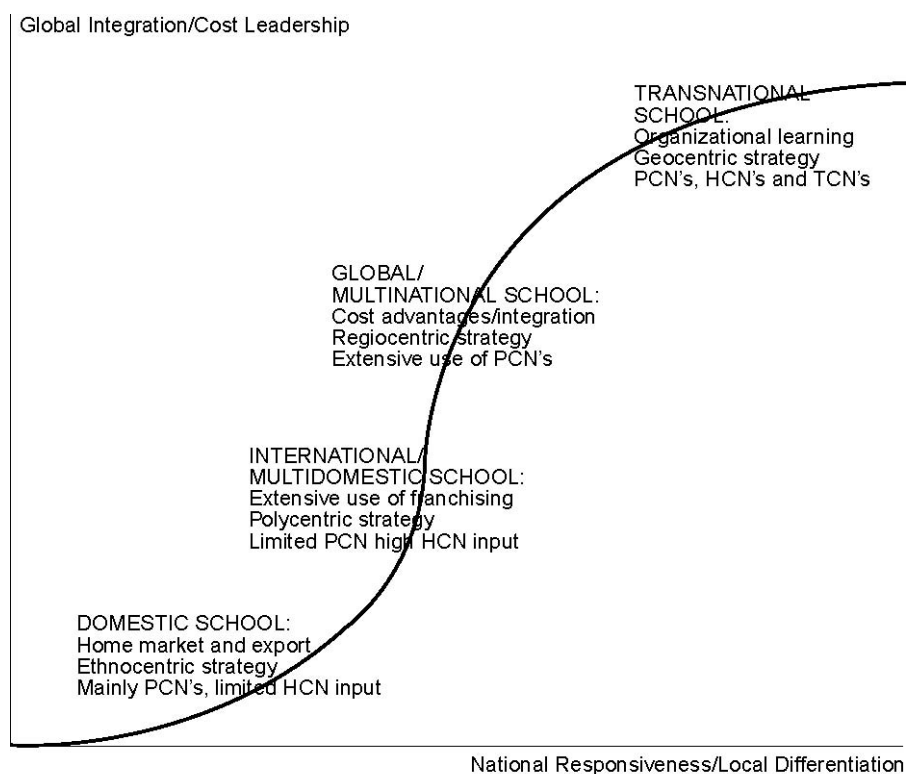 Global Integration/Cost Leadership
TRANSNATIONAL
SCHOOL:
Organizational learning
Geocentric strategy
PCN's, HCN's and TCN's
GLOBAL/
MULTINATIONAL SCHOOL:
Cost advantages/integration
Regiocentric strategy
Extensive use of PCN's
INTERNATIONAL/
MULTIDOMESTIC SCHOOL:
Extensive use of franchising
Polycentric strategy
Limited PCN high HCN input
DOMESTIC SCHOOL:
Home market and export
Ethnocentric strategy
Mainly PCN's, limited HCN input
National Responsiveness/Local Differentiation